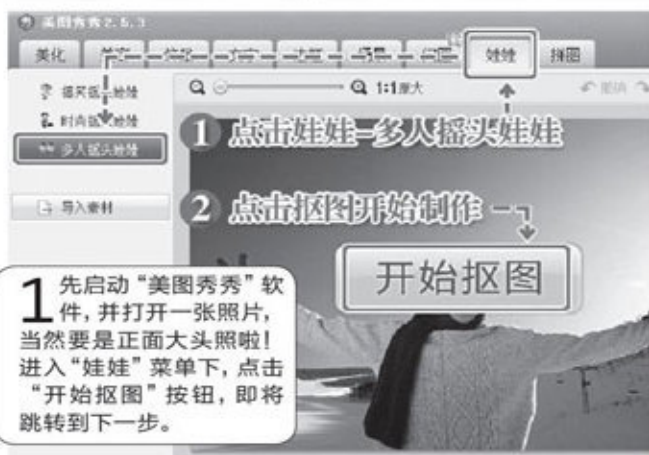 美图秀秀2.5.3
美化
娃娃
拼图
搞笑摇头娃娃
时尚摇头娃娃
多人摇头娃娃
导入素材
1:1原大
撤销
1 点击娃娃-多人摇头娃娃
2 点击抠图开始制作
开始抠图
1 先启动“美图秀秀”软
件,并打开一张照片,
当然要是正面大头照啦!
进入“娃娃”菜单下,点击
“开始抠图”按钮,即将
跳转到下一步。